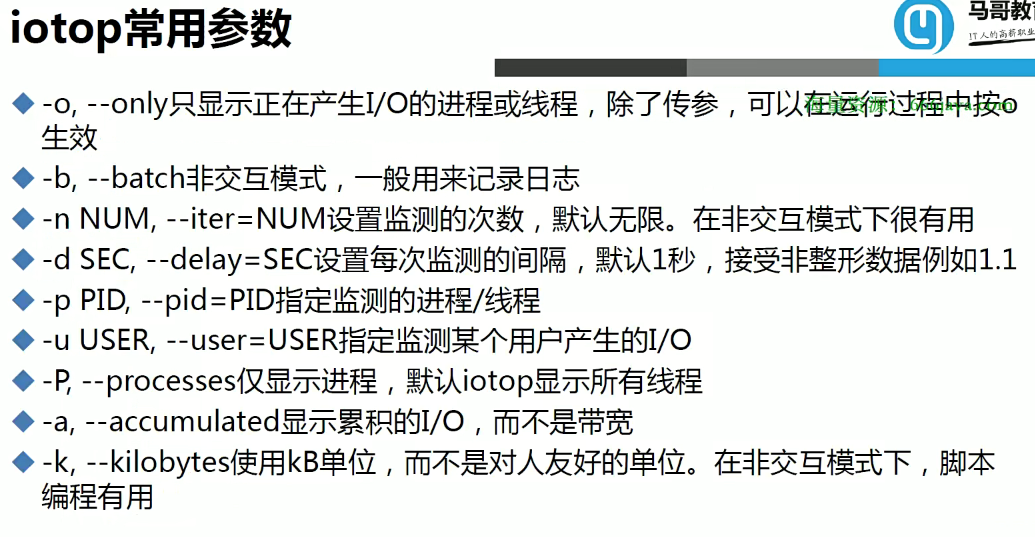 iotop常用参数
马哥教育
IT人的高薪职业
-o, --only只显示正在产生I/O的进程或线程，除了传参，可以在运行过程中按o
生效
-b, --batch非交互模式，一般用来记录日志
-n NUM, --iter=NUM设置监测的次数，默认无限。在非交互模式下很有用
-d SEC, --delay=SEC设置每次监测的间隔，默认1秒，接受非整形数据例如1.1
-p PID, --pid=PID指定监测的进程/线程
-u USER, --user=USER指定监测某个用户产生的I/O
-P, --processes仅显示进程，默认iotop显示所有线程
-a, --accumulated显示累积的I/O，而不是带宽
-k, --kilobytes使用kB单位，而不是对人友好的单位。在非交互模式下，脚本
编程有用